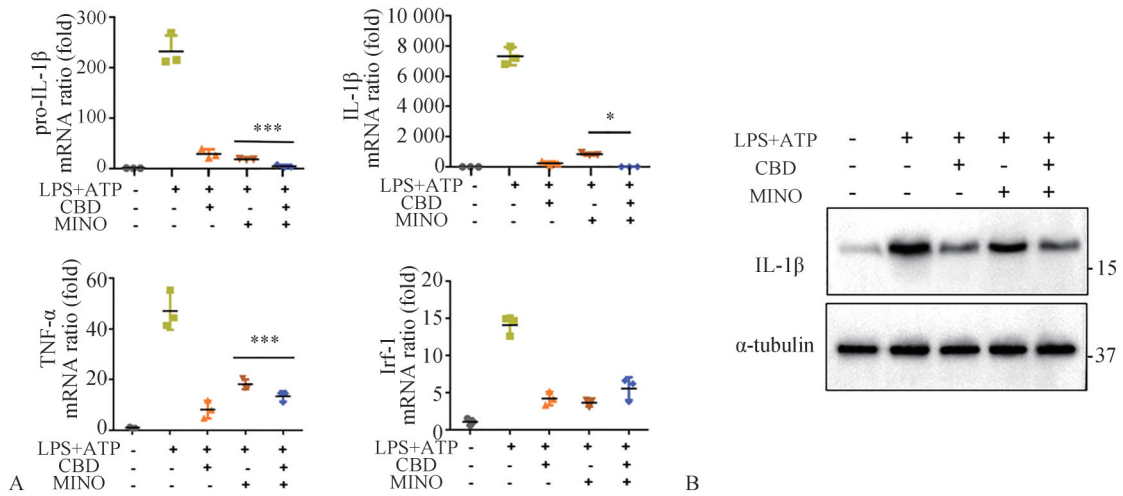 pro-IL-1β
mRNA ratio (fold)
300
200
100
0
***
LPS+ATP - + + + +
CBD - - + - +
MINO - - - + +
IL-1β
mRNA ratio (fold)
10 000
8 000
6 000
4 000
2 000
0
*
LPS+ATP - + + + +
CBD - - + - +
MINO - - - + +
TNF-α
mRNA ratio (fold)
60
40
20
0
***
LPS+ATP - + + + +
CBD - - + - +
MINO - - - + +
Irf-1
mRNA ratio (fold)
15
10
5
0
LPS+ATP - + + + +
CBD - - + - +
MINO - - - + +
A
LPS+ATP - + + + +
CBD - - + - +
MINO - - - + +
IL-1β
-15
α-tubulin
-37
B